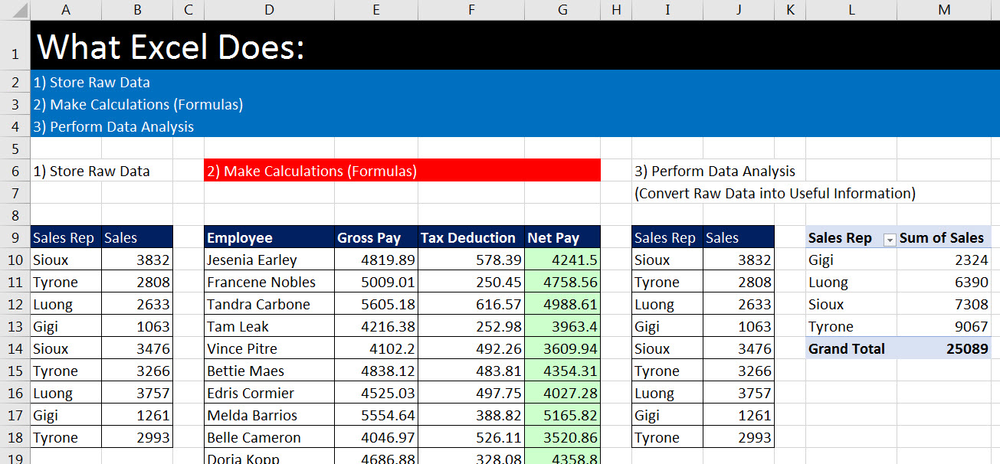 A B C D E F G H I J K L M
1 What Excel Does:
2 1) Store Raw Data
3 2) Make Calculations (Formulas)
4 3) Perform Data Analysis
5
6 1) Store Raw Data 2) Make Calculations (Formulas) 3) Perform Data Analysis
7 (Convert Raw Data into Useful Information)
8
9 Sales Rep Sales Employee Gross Pay Tax Deduction Net Pay Sales Rep Sales Sales Rep Sum of Sales
10 Sioux 3832 Jesenia Earley 4819.89 578.39 4241.5 Sioux 3832 Gigi 2324
11 Tyrone 2808 Francene Nobles 5009.01 250.45 4758.56 Tyrone 2808 Luong 6390
12 Luong 2633 Tandra Carbone 5605.18 616.57 4988.61 Luong 2633 Sioux 7308
13 Gigi 1063 Tam Leak 4216.38 252.98 3963.4 Gigi 1063 Tyrone 9067
14 Sioux 3476 Vince Pitre 4102.2 492.26 3609.94 Sioux 3476 Grand Total 25089
15 Tyrone 3266 Bettie Maes 4838.12 483.81 4354.31 Tyrone 3266
16 Luong 3757 Edris Cormier 4525.03 497.75 4027.28 Luong 3757
17 Gigi 1261 Melda Barrios 5554.64 388.82 5165.82 Gigi 1261
18 Tyrone 2993 Belle Cameron 4046.97 526.11 3520.86 Tyrone 2993
19 Doria Kopp 4686.88 328.08 4358.8